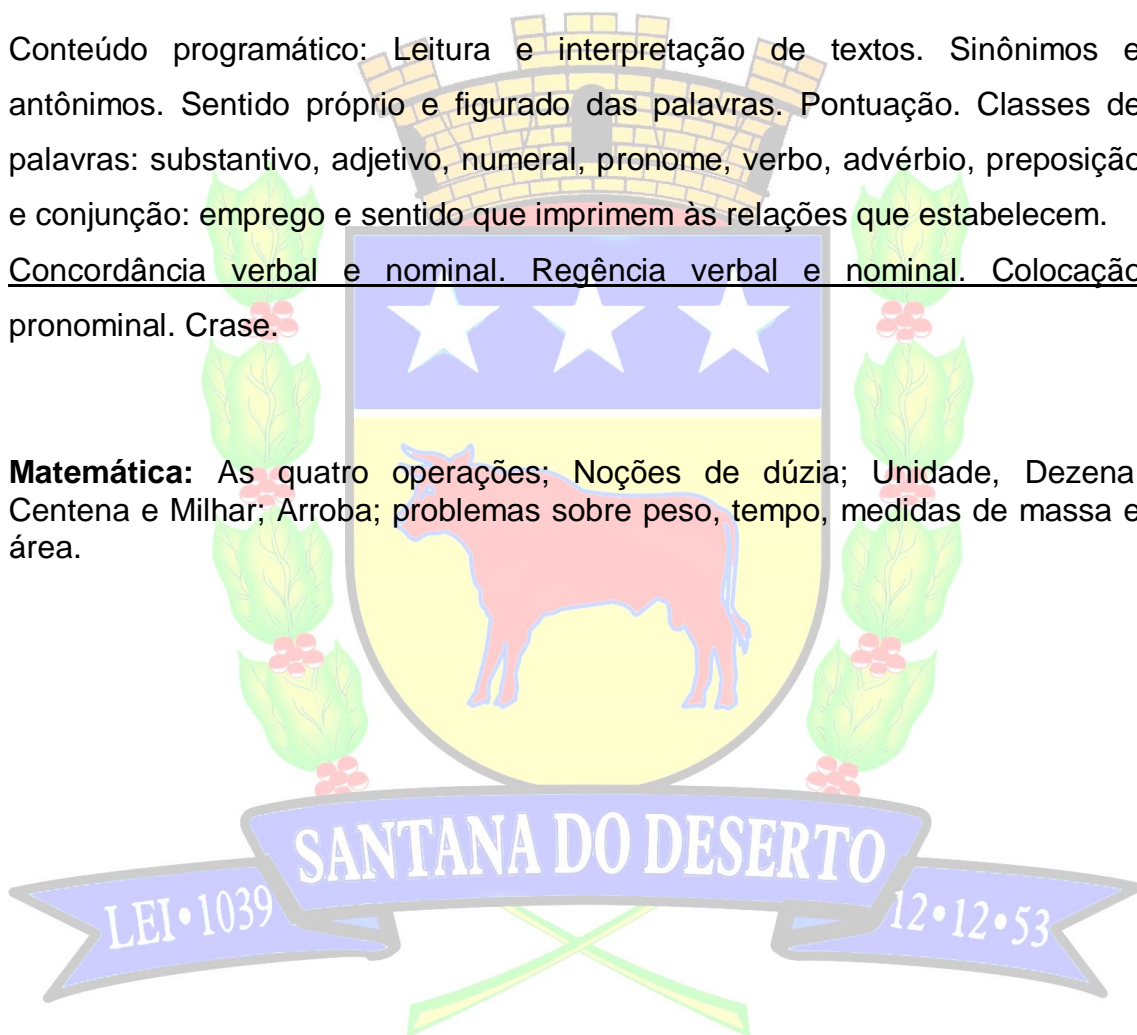 Conteúdo programático: Leitura e interpretação de textos. Sinônimos e
antônimos. Sentido próprio e figurado das palavras. Pontuação. Classes de
palavras: substantivo, adjetivo, numeral, pronome, verbo, advérbio, preposição
e conjunção: emprego e sentido que imprimem às relações que estabelecem.
Concordância verbal e nominal. Regência verbal e nominal. Colocação
pronominal. Crase.
Matemática: As quatro operações; Noções de dúzia; Unidade, Dezena
Centena e Milhar; Arroba; problemas sobre peso, tempo, medidas de massa e
área.
SANTANA DO DESERTO
LEI•1039
12•12•53